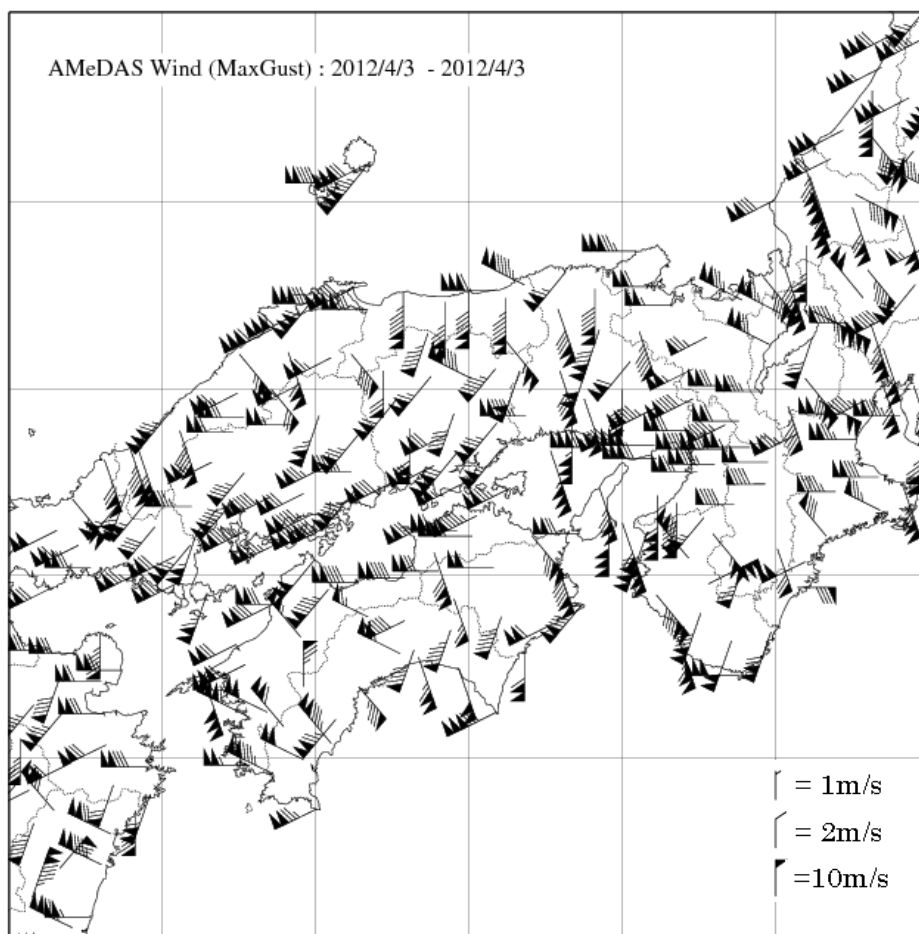 AMeDAS Wind (MaxGust) : 2012/4/3 - 2012/4/3
= 1m/s
= 2m/s
=10m/s